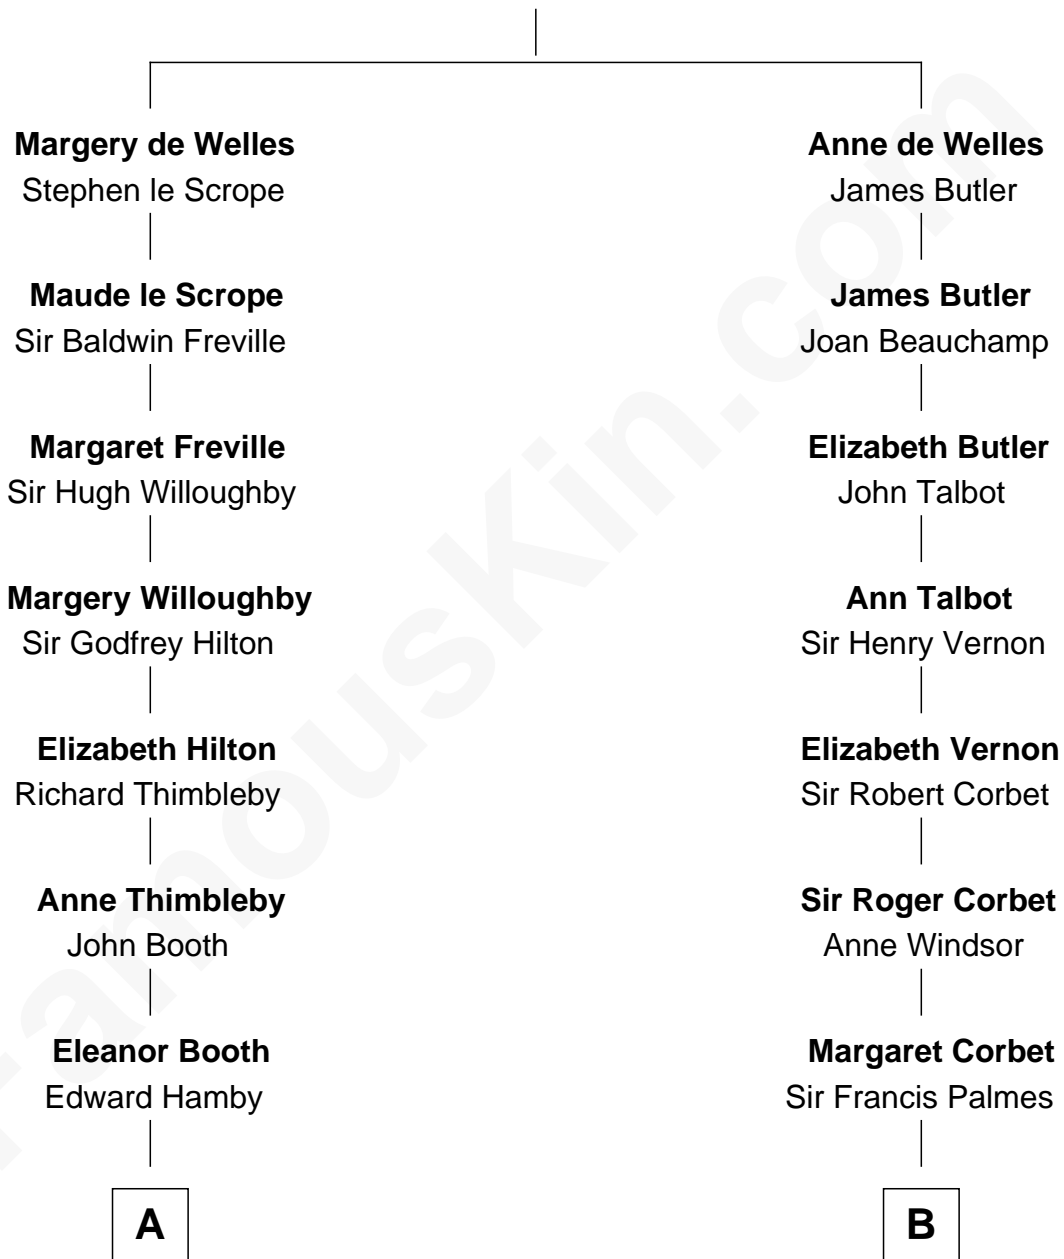 Margery de Welles
Stephen le Scrope
Maude le Scrope
Sir Baldwin Freville
Margaret Freville
Sir Hugh Willoughby
Margery Willoughby
Sir Godfrey Hilton
Elizabeth Hilton
Richard Thimbleby
Anne Thimbleby
John Booth
Eleanor Booth
Edward Hamby
A
Anne de Welles
James Butler
James Butler
Joan Beauchamp
Elizabeth Butler
John Talbot
Ann Talbot
Sir Henry Vernon
Elizabeth Vernon
Sir Robert Corbet
Sir Roger Corbet
Anne Windsor
Margaret Corbet
Sir Francis Palmes
B
FamousKin.com